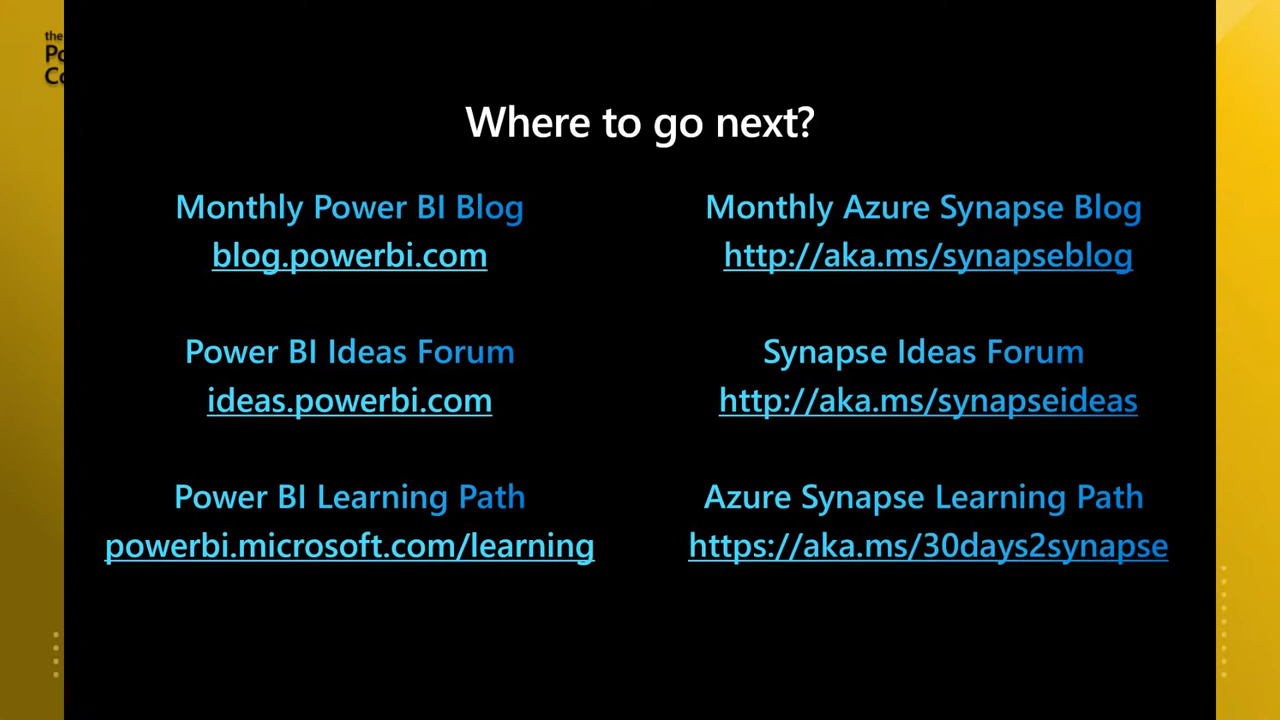 the
Where to go next?
Monthly Power BI Blog
blog.powerbi.com
Power BI Ideas Forum
ideas.powerbi.com
Power BI Learning Path
powerbi.microsoft.com/learning
Monthly Azure Synapse Blog
http://aka.ms/synapseblog
Synapse Ideas Forum
http://aka.ms/synapseideas
Azure Synapse Learning Path
https://aka.ms/30days2synapse